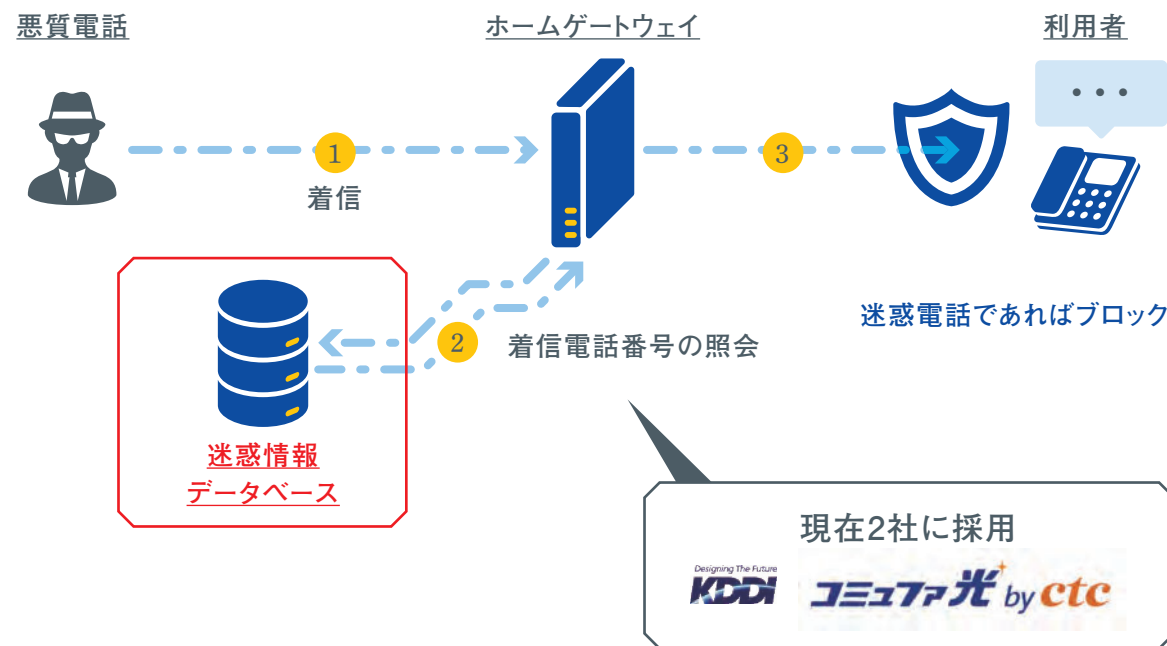 悪質電話
ホームゲートウェイ
利用者
1
着信
3
2
着信電話番号の照会
迷惑電話であればブロック
迷惑情報
データベース
現在2社に採用
Designing The Future
KDDI
コミュファ光 by ctc